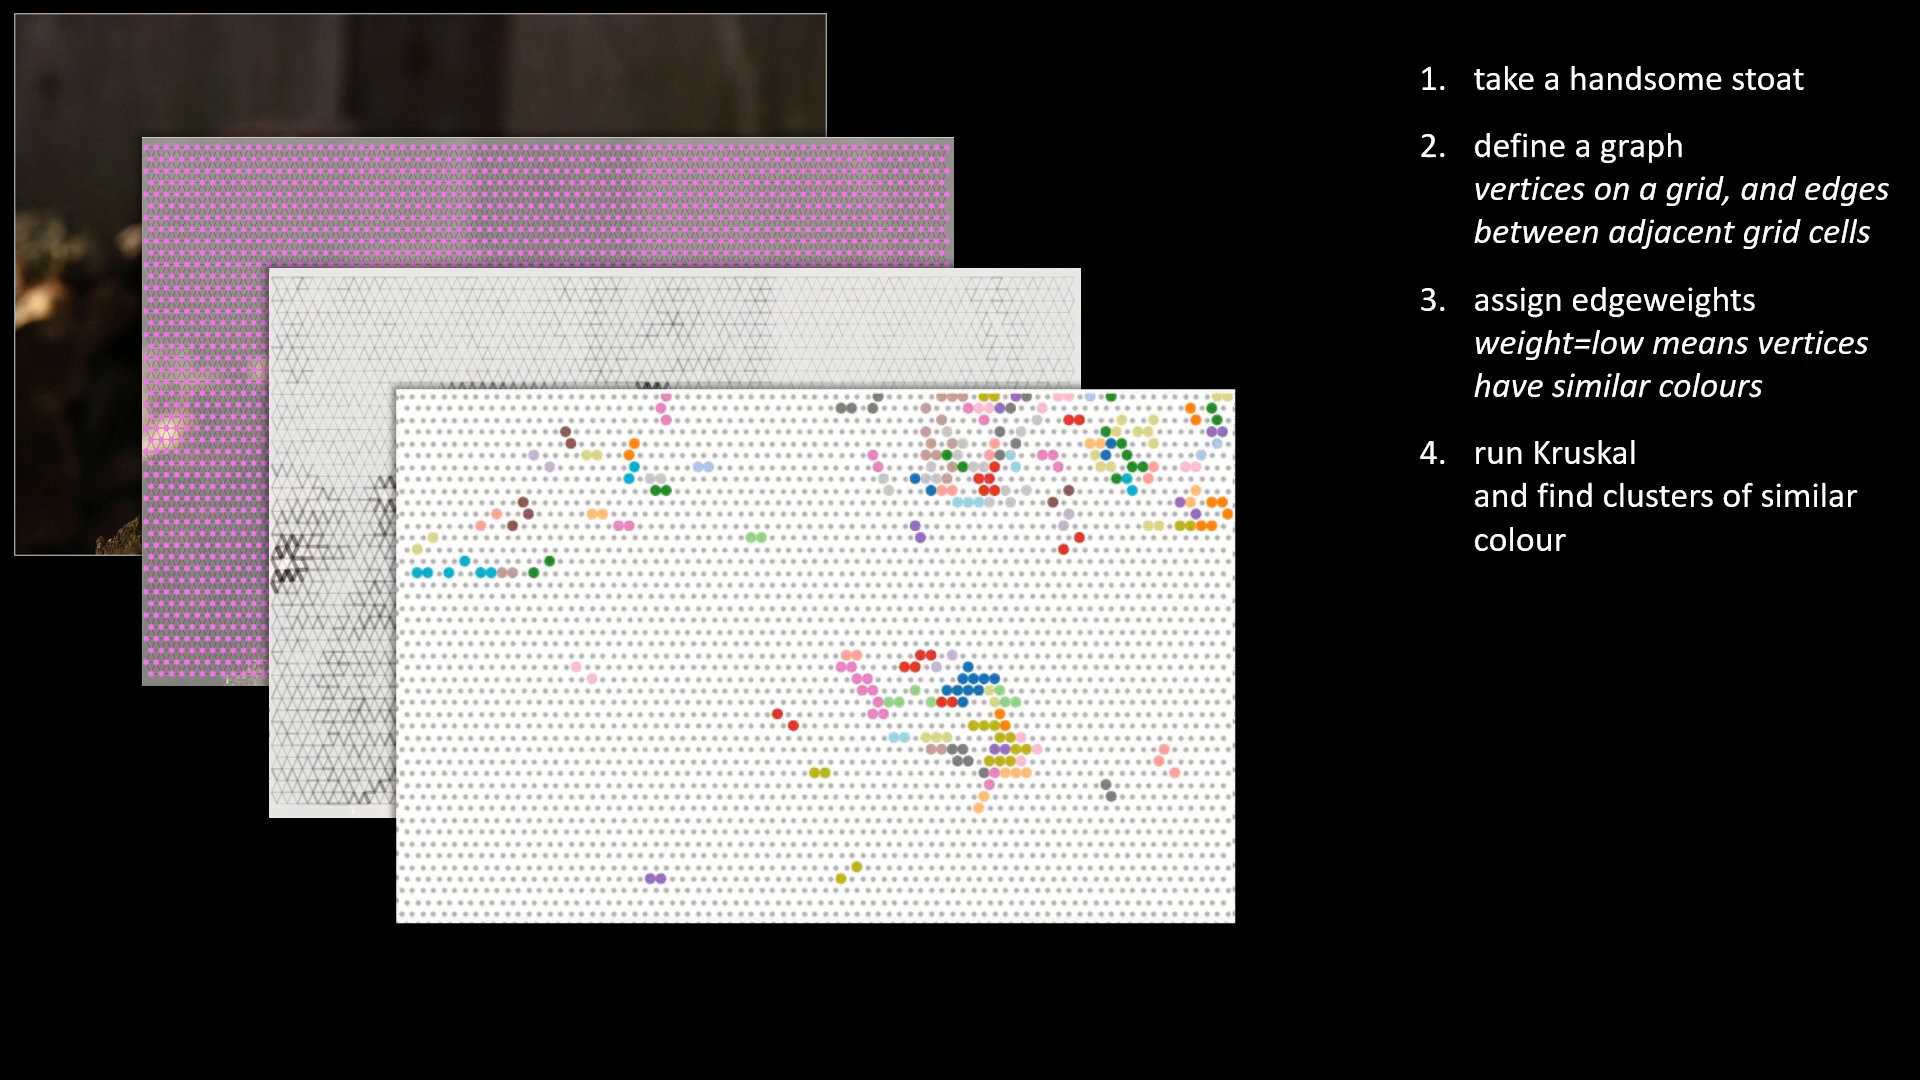 1. take a handsome stoat
2. define a graph
vertices on a grid, and edges
between adjacent grid cells
3. assign edgeweights
weight=low means vertices
have similar colours
4. run Kruskal
and find clusters of similar
colour